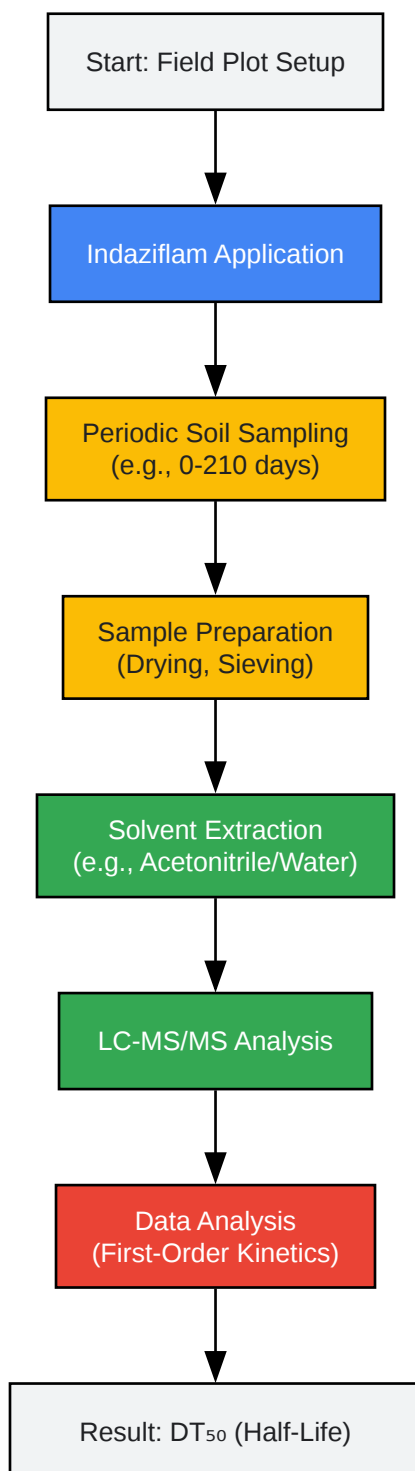 Start: Field Plot Setup
Indaziflam Application
Periodic Soil Sampling
(e.g., 0-210 days)
Sample Preparation
(Drying, Sieving)
Solvent Extraction
(e.g., Acetonitrile/Water)
LC-MS/MS Analysis
Data Analysis
(First-Order Kinetics)
Result: DT₅₀ (Half-Life)